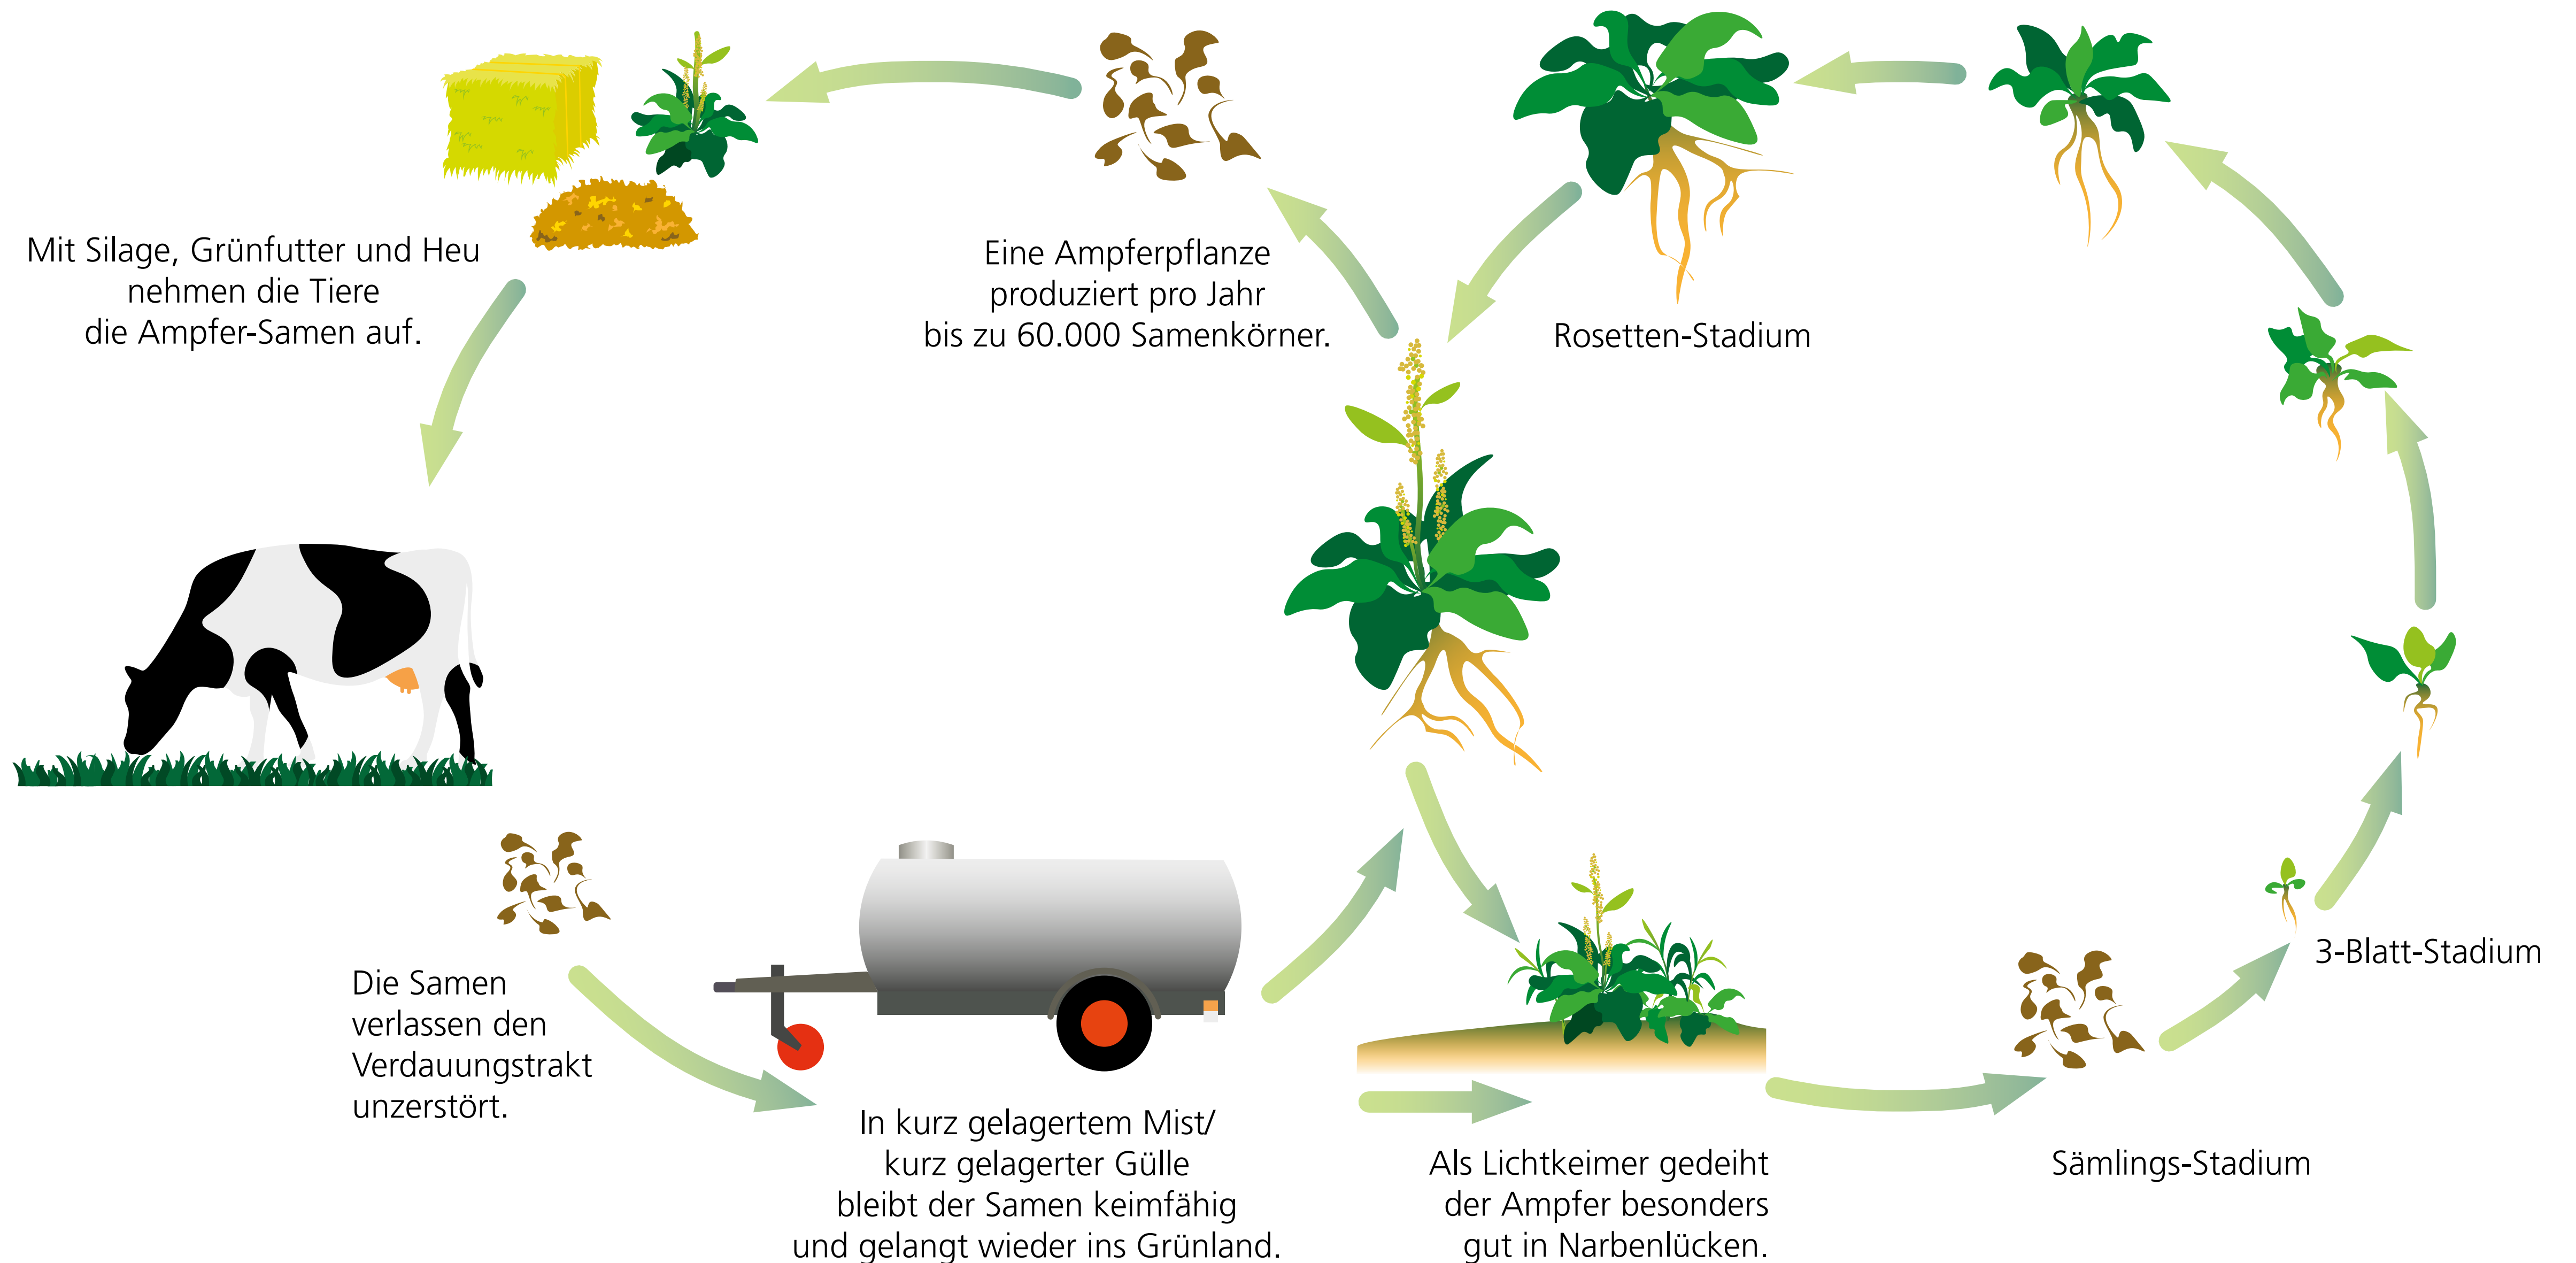 Mit Silage, Grünfutter und Heu
nehmen die Tiere
die Ampfer-Samen auf.
Eine Ampferpflanze
produziert pro Jahr
bis zu 60.000 Samenkörner.
Rosetten-Stadium
3-Blatt-Stadium
Die Samen
verlassen den
Verdauungstrakt
unzerstört.
In kurz gelagertem Mist/
kurz gelagerter Gülle
bleibt der Samen keimfähig
und gelangt wieder ins Grünland.
Als Lichtkeimer gedeiht
der Ampfer besonders
gut in Narbenlücken.
Sämlings-Stadium